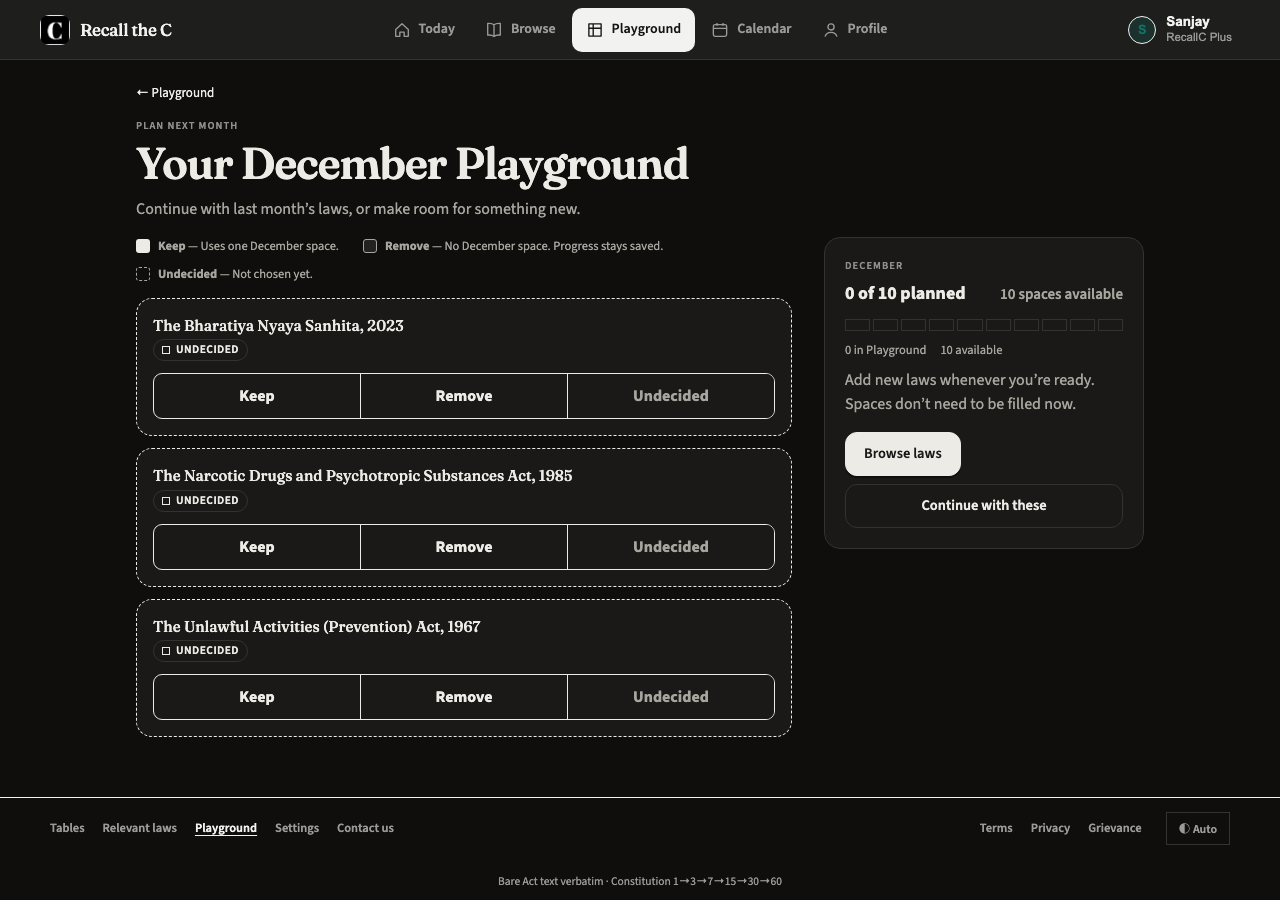 C Recall the C
Today Browse Playground Calendar Profile
S Sanjay
RecallC Plus
← Playground
PLAN NEXT MONTH
Your December Playground
Continue with last month’s laws, or make room for something new.
Keep — Uses one December space. Remove — No December space. Progress stays saved.
Undecided — Not chosen yet.
The Bharatiya Nyaya Sanhita, 2023
UNDECIDED
Keep Remove Undecided
The Narcotic Drugs and Psychotropic Substances Act, 1985
UNDECIDED
Keep Remove Undecided
The Unlawful Activities (Prevention) Act, 1967
UNDECIDED
Keep Remove Undecided
DECEMBER
0 of 10 planned 10 spaces available
0 in Playground 10 available
Add new laws whenever you’re ready.
Spaces don’t need to be filled now.
Browse laws
Continue with these
Tables Relevant laws Playground Settings Contact us
Terms Privacy Grievance Auto
Bare Act text verbatim · Constitution 1→3→7→15→30→60